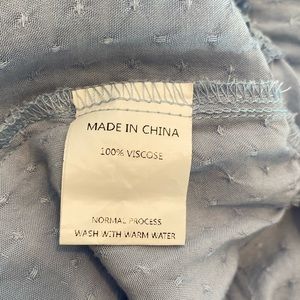 MADE IN CHINA
100% VISCOSE
NORMAL PROCESS
WASH WITH WARM WATER